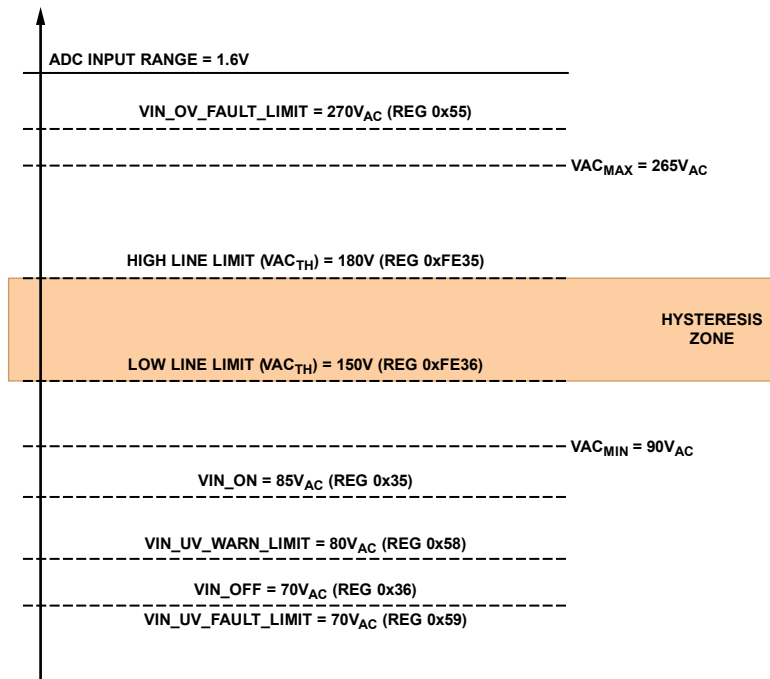 ADC INPUT RANGE = 1.6V
VIN_OV_FAULT_LIMIT = 270VAC (REG 0x55)
VACMAX = 265VAC
HIGH LINE LIMIT (VACTH) = 180V (REG 0xFE35)
HYSTERESIS
ZONE
LOW LINE LIMIT (VACTH) = 150V (REG 0xFE36)
VACMIN = 90VAC
VIN_ON = 85VAC (REG 0x35)
VIN_UV_WARN_LIMIT = 80VAC (REG 0x58)
VIN_OFF = 70VAC (REG 0x36)
VIN_UV_FAULT_LIMIT = 70VAC (REG 0x59)